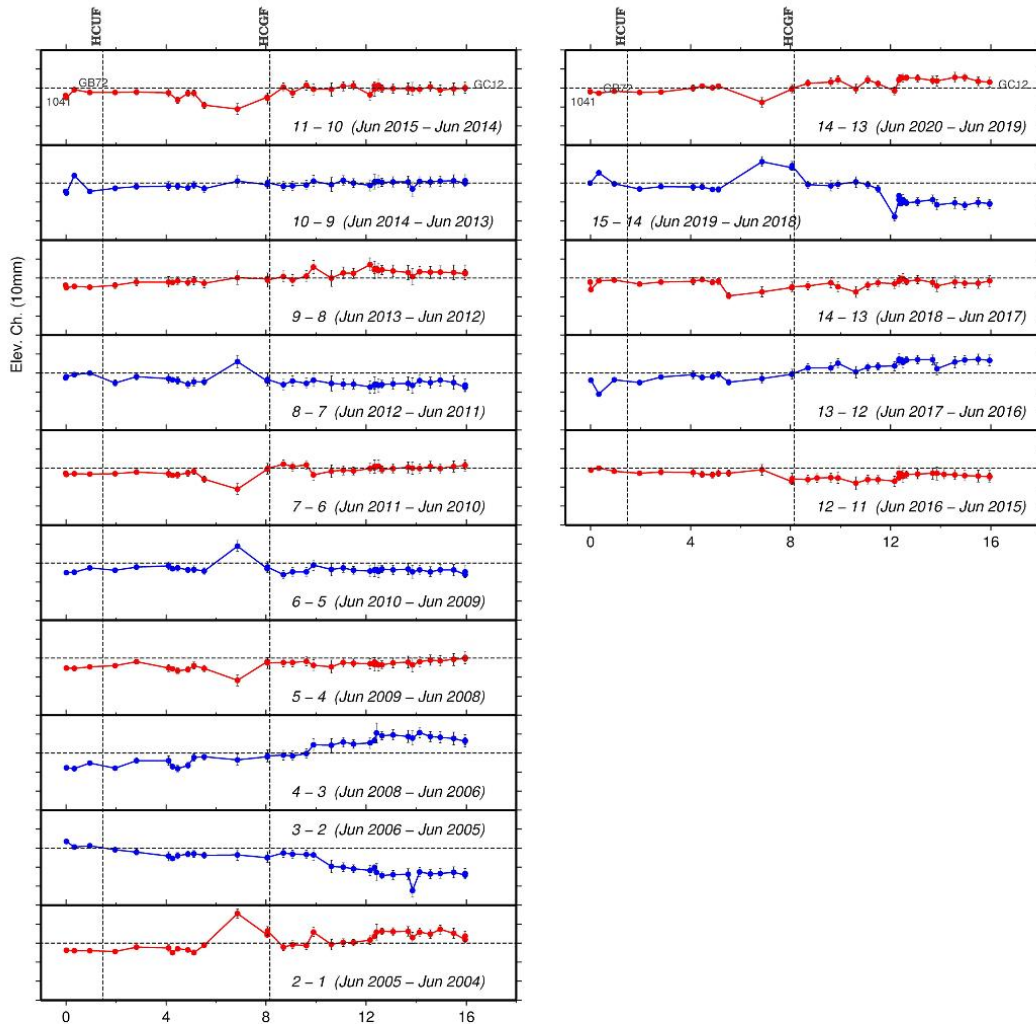 HCUF
HCGF
HCUF
HCGF
GB72
1041
GC12
11 – 10 (Jun 2015 – Jun 2014)
10 – 9 (Jun 2014 – Jun 2013)
9 – 8 (Jun 2013 – Jun 2012)
Elev. Ch. (10mm)
8 – 7 (Jun 2012 – Jun 2011)
7 – 6 (Jun 2011 – Jun 2010)
6 – 5 (Jun 2010 – Jun 2009)
5 – 4 (Jun 2009 – Jun 2008)
4 – 3 (Jun 2008 – Jun 2006)
3 – 2 (Jun 2006 – Jun 2005)
2 – 1 (Jun 2005 – Jun 2004)
0 4 8 12 16
GB72
1041
GC12
14 – 13 (Jun 2020 – Jun 2019)
15 – 14 (Jun 2019 – Jun 2018)
14 – 13 (Jun 2018 – Jun 2017)
13 – 12 (Jun 2017 – Jun 2016)
12 – 11 (Jun 2016 – Jun 2015)
0 4 8 12 16